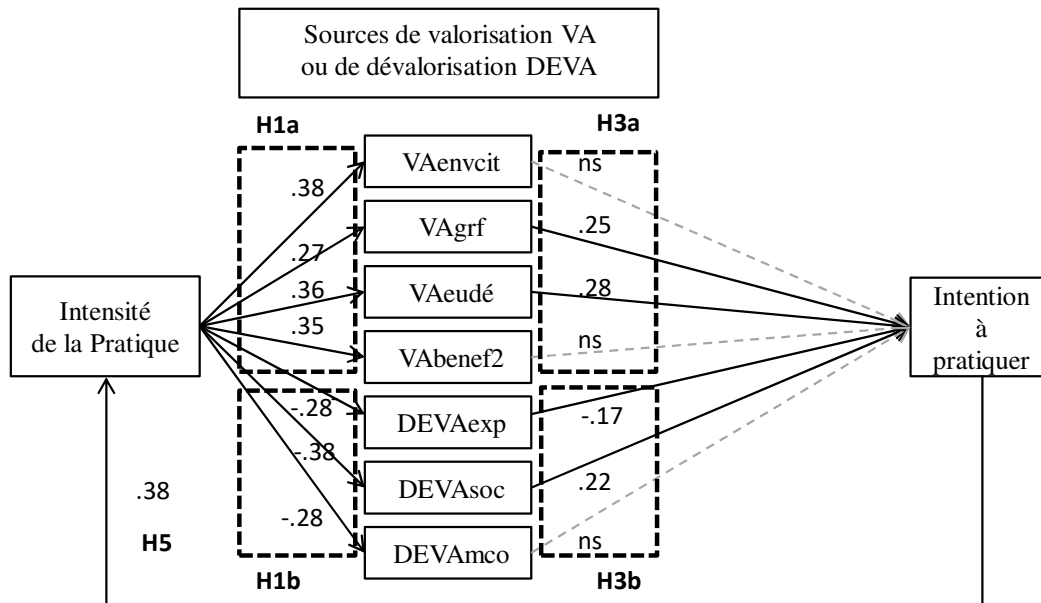 Sources de valorisation VA
ou de dévalorisation DEVA
H1a
H3a
VAenvcit
ns
.38
VAgrf
.25
.27
VAeudé
.28
.36
Intensité
de la Pratique
.35
VAbenef2
ns
Intention
à
pratiquer
-.28
DEVAexp
-.17
-.38
DEVAsoc
.22
.38
-.28
DEVAmco
ns
H5
H1b
H3b